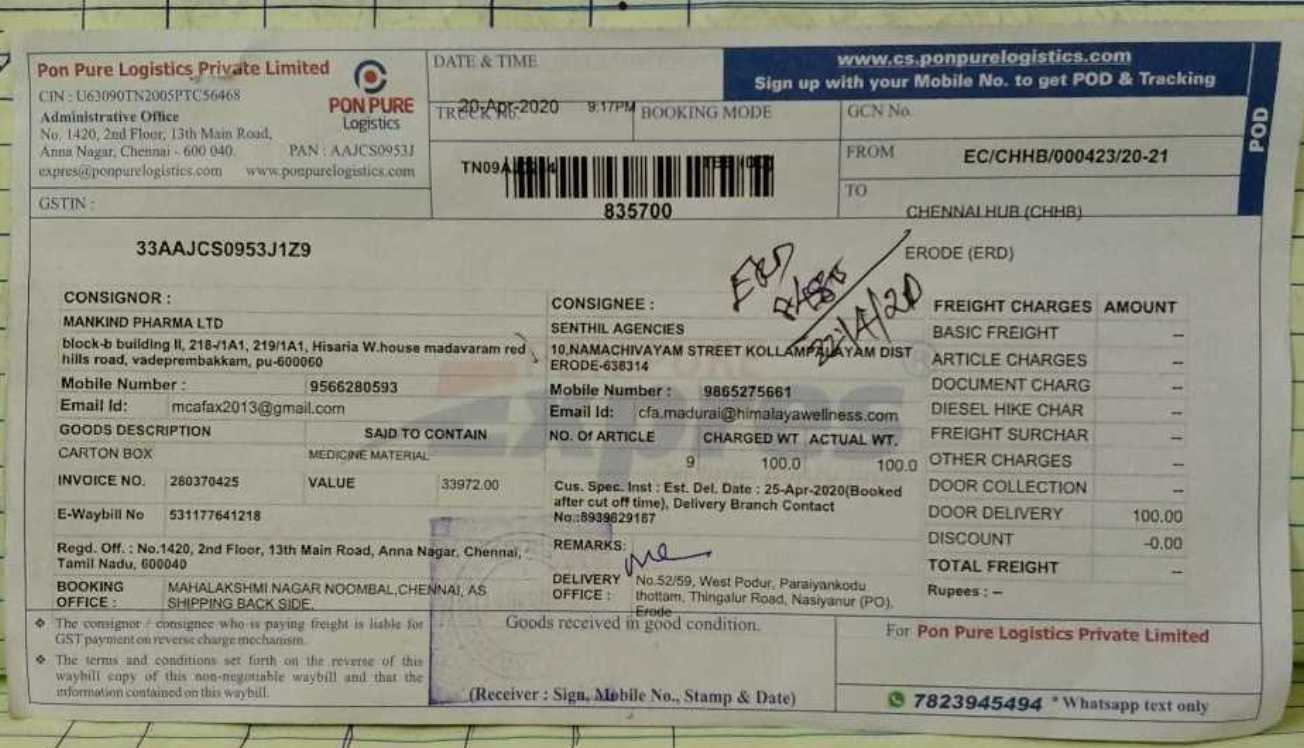 Pon Pure Logistics Private Limited
CIN : U63090TN2005PTC56468
Administrative Office
No. 1420, 2nd Floor, 13th Main Road,
Anna Nagar, Chennai - 600 040. PAN : AAJCS0953J
expres@ponpurelogistics.com www.ponpurelogistics.com
PON PURE
Logistics
GSTIN :
33AAJCS0953J1Z9
DATE & TIME
20-Apr-2020 9:17PM
TRUCK No.
BOOKING MODE
835700
www.cs.ponpurelogistics.com
Sign up with your Mobile No. to get POD & Tracking
POD
GCN No.
FROM EC/CHHB/000423/20-21
TO
CHENNAI HUB (CHHB)
ERODE (ERD)
ERD
22/4/20
CONSIGNOR :
MANKIND PHARMA LTD
block-b building II, 218-/1A1, 219/1A1, Hisaria W.house madavaram red
hills road, vadeprembakkam, pu-600060
Mobile Number : 9566280593
Email Id: mcafax2013@gmail.com
GOODS DESCRIPTION SAID TO CONTAIN
CARTON BOX MEDICINE MATERIAL
INVOICE NO. 280370425 VALUE 33972.00
E-Waybill No 531177641218
Regd. Off. : No.1420, 2nd Floor, 13th Main Road, Anna Nagar, Chennai,
Tamil Nadu, 600040
BOOKING OFFICE : MAHALAKSHMI NAGAR NOOMBAL,CHENNAI, AS
SHIPPING BACK SIDE.
CONSIGNEE :
SENTHIL AGENCIES
10,NAMACHIVAYAM STREET KOLLAMPALAYAM DIST
ERODE-638314
Mobile Number : 9865275661
Email Id: cfa.madurai@himalayawellness.com
NO. Of ARTICLE CHARGED WT ACTUAL WT.
9 100.0 100.0
Cus. Spec. Inst : Est. Del. Date : 25-Apr-2020(Booked
after cut off time), Delivery Branch Contact
No.:8939829187
REMARKS:
DELIVERY OFFICE : No.52/59, West Podur, Paraiyankodu
thottam, Thingalur Road, Nasiyanur (PO),
Erode
FREIGHT CHARGES AMOUNT
BASIC FREIGHT --
ARTICLE CHARGES --
DOCUMENT CHARG --
DIESEL HIKE CHAR --
FREIGHT SURCHAR --
OTHER CHARGES --
DOOR COLLECTION --
DOOR DELIVERY 100.00
DISCOUNT -0.00
TOTAL FREIGHT --
Rupees : --
Expres
The consignor / consignee who is paying freight is liable for
GST payment on reverse charge mechanism.
The terms and conditions set forth on the reverse of this
waybill copy of this non-negotiable waybill and that the
information contained on this waybill.
Goods received in good condition.
(Receiver : Sign, Mobile No., Stamp & Date)
For Pon Pure Logistics Private Limited
7823945494 *Whatsapp text only